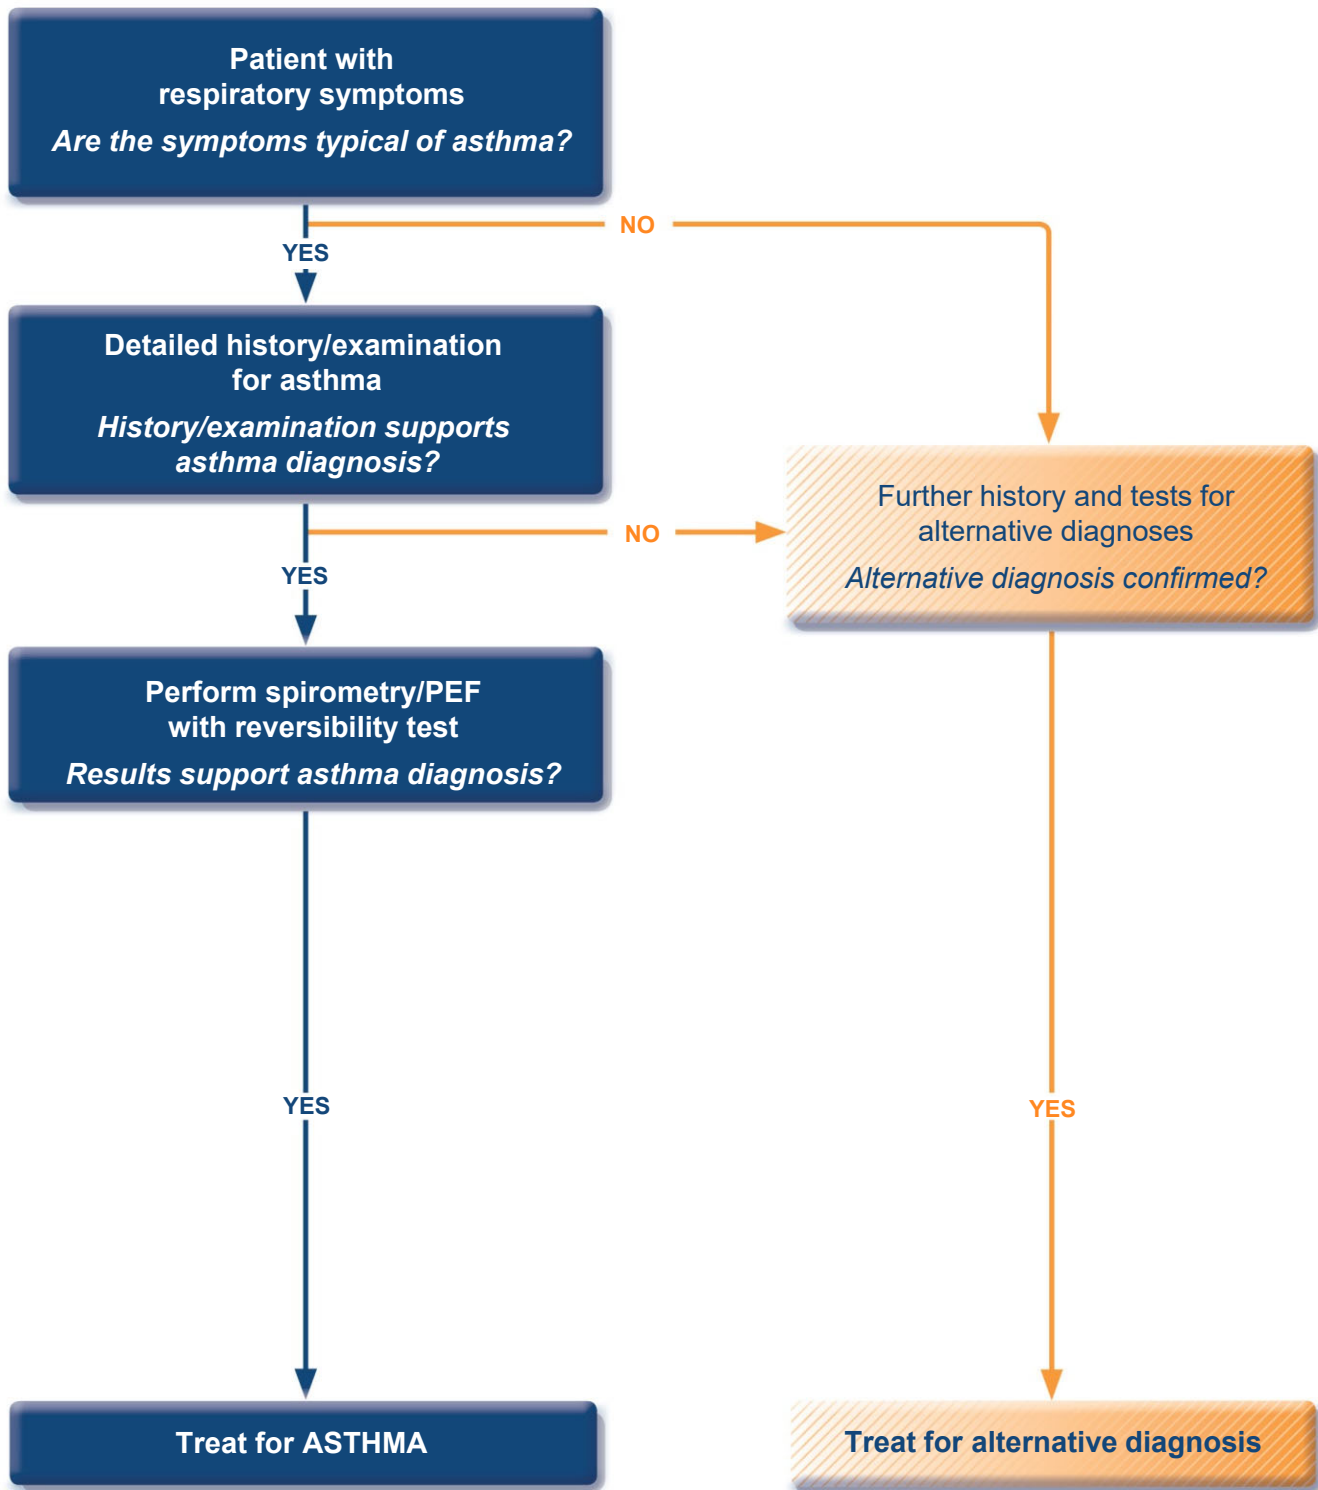 Patient with
respiratory symptoms
Are the symptoms typical of asthma?
NO
YES
Detailed history/examination
for asthma
History/examination supports
asthma diagnosis?
Further history and tests for
alternative diagnoses
Alternative diagnosis confirmed?
NO
YES
Perform spirometry/PEF
with reversibility test
Results support asthma diagnosis?
YES
YES
Treat for ASTHMA
Treat for alternative diagnosis